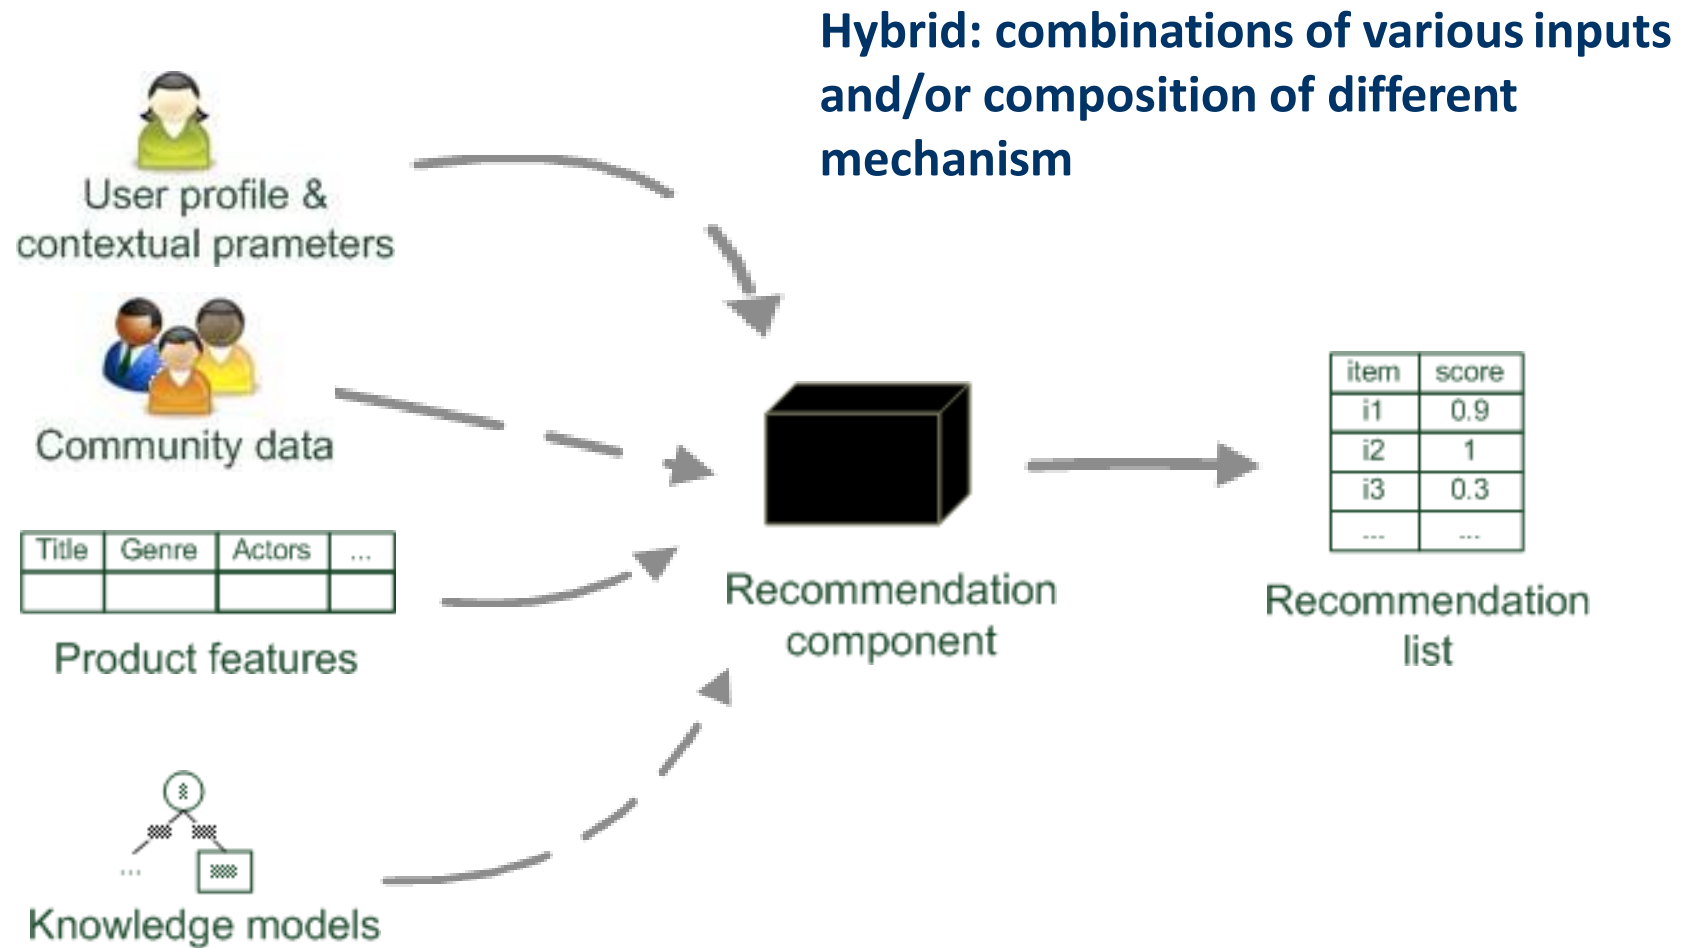 Hybrid: combinations of various inputs
and/or composition of different
mechanism
User profile &
contextual prameters
Community data
Title Genre Actors ...
Product features
...
Knowledge models
Recommendation
component
item score
i1 0.9
i2 1
i3 0.3
... ...
Recommendation
list